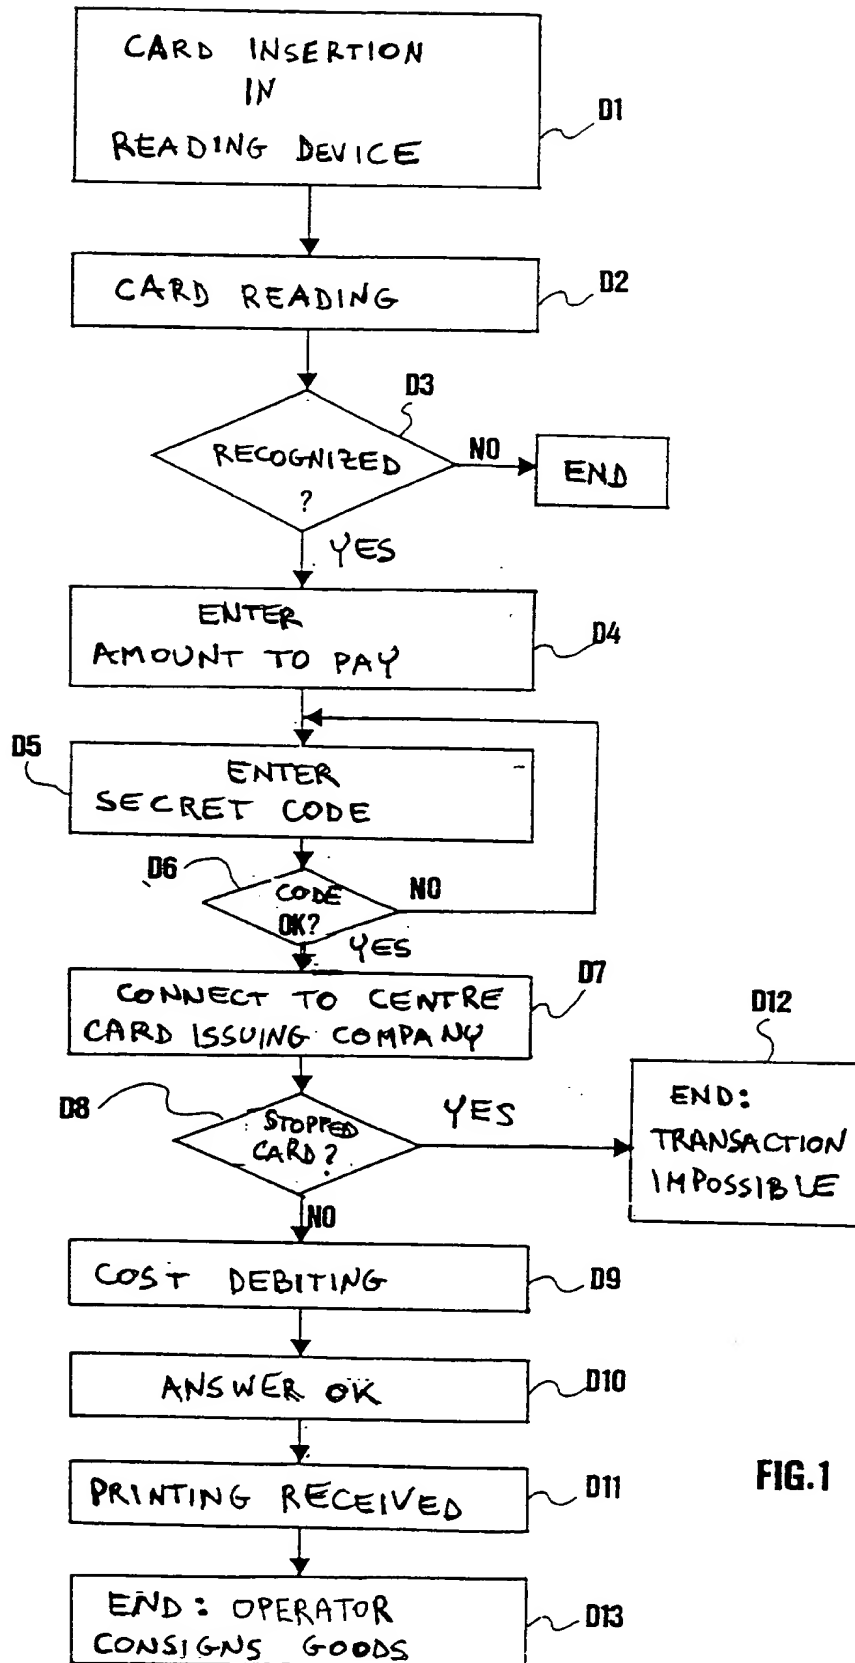 CARD INSERTION
IN
READING DEVICE
D1
CARD READING
D2
D3
RECOGNIZED
?
NO
END
YES
ENTER
AMOUNT TO PAY
D4
D5
ENTER
SECRET CODE
D6
CODE
OK?
NO
YES
CONNECT TO CENTRE
CARD ISSUING COMPANY
D7
D12
END:
TRANSACTION
IMPOSSIBLE
D8
STOPPED
CARD?
YES
NO
COST DEBITING
D9
ANSWER OK
D10
PRINTING RECEIVED
D11
FIG.1
END: OPERATOR
CONSIGNS GOODS
D13